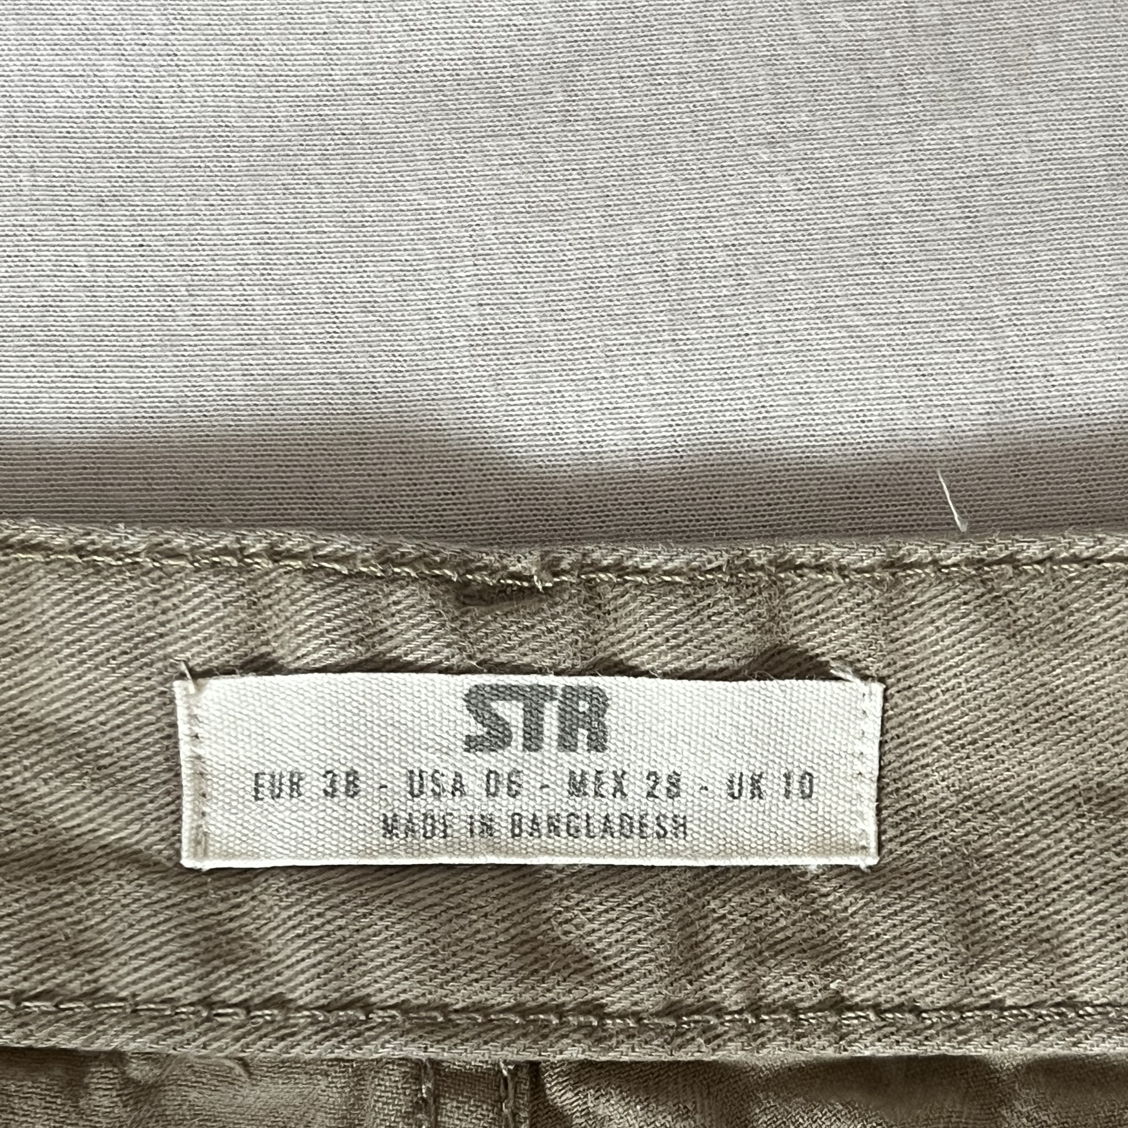 STR
EUR 38 - USA 06 - MEX 28 - UK 10
MADE IN BANGLADESH